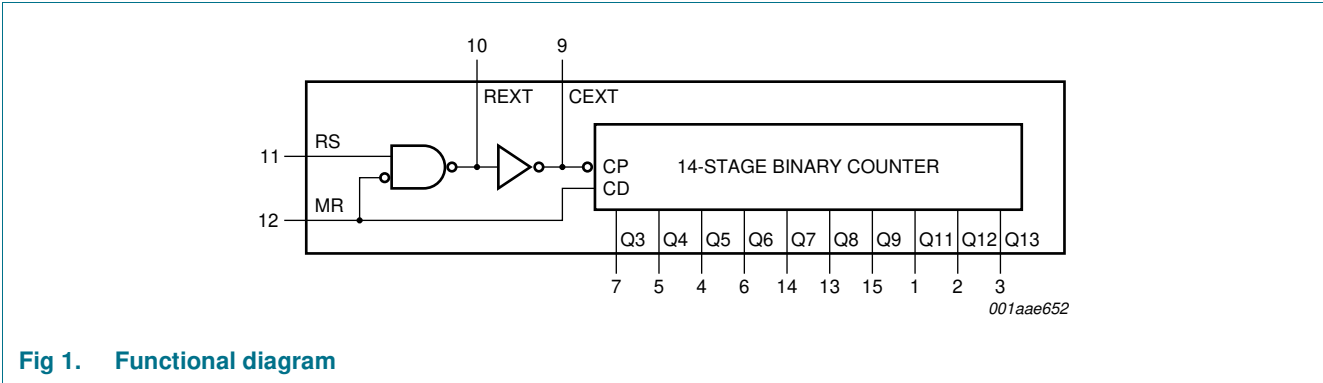 10 9
REXT CEXT
11 RS
CP 14-STAGE BINARY COUNTER
CD
12 MR
Q3 Q4 Q5 Q6 Q7 Q8 Q9 Q11 Q12 Q13
7 5 4 6 14 13 15 1 2 3
001aae652
Fig 1. Functional diagram